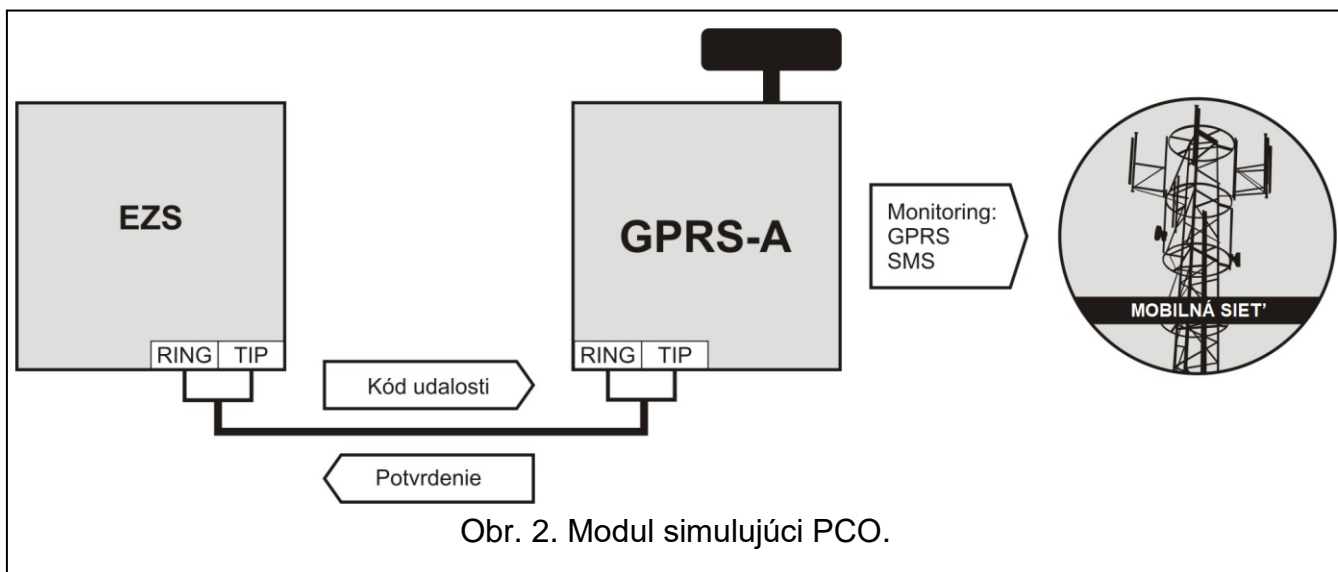 EZS
GPRS-A
Monitoring:
GPRS
SMS
MOBILNÁ SIEŤ
RING TIP
RING TIP
Kód udalosti
Potvrdenie
Obr. 2. Modul simulujúci PCO.